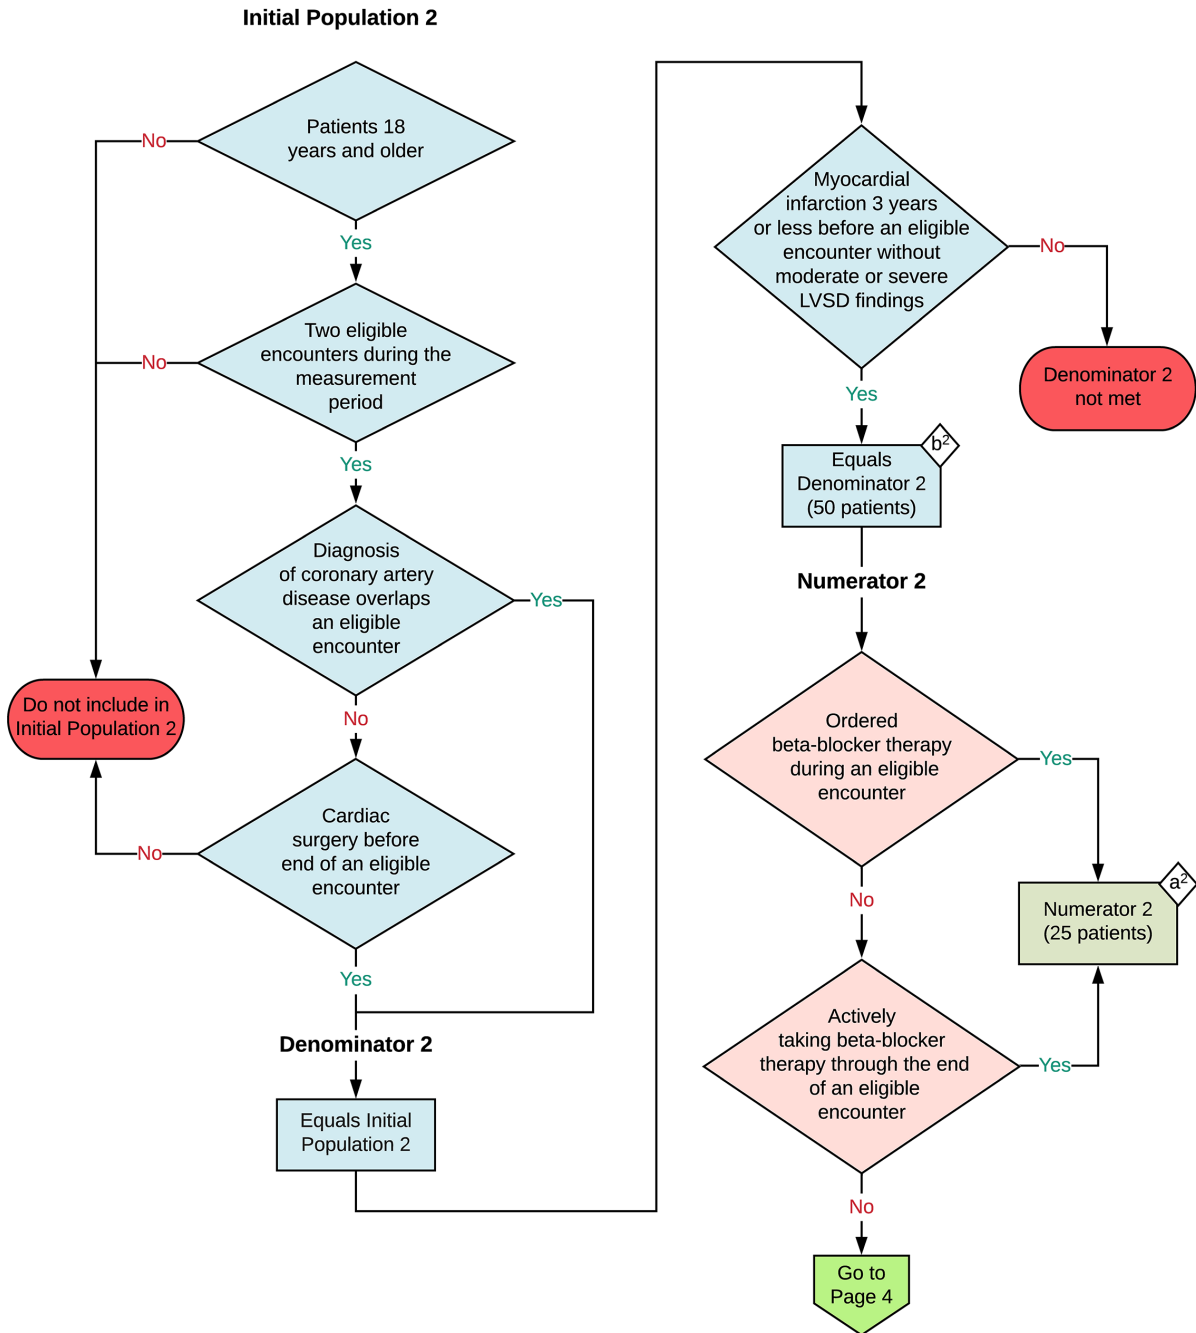 Initial Population 2
Patients 18
years and older
No
Yes
Two eligible
encounters during the
measurement
period
No
Yes
Diagnosis
of coronary artery
disease overlaps
an eligible
encounter
Yes
No
Do not include in
Initial Population 2
Cardiac
surgery before
end of an eligible
encounter
No
Yes
Denominator 2
Equals Initial
Population 2
Myocardial
infarction 3 years
or less before an eligible
encounter without
moderate or severe
LVSD findings
No
Denominator 2
not met
Yes
b²
Equals
Denominator 2
(50 patients)
Numerator 2
Ordered
beta-blocker therapy
during an eligible
encounter
Yes
No
a²
Numerator 2
(25 patients)
Actively
taking beta-blocker
therapy through the end
of an eligible
encounter
Yes
No
Go to
Page 4